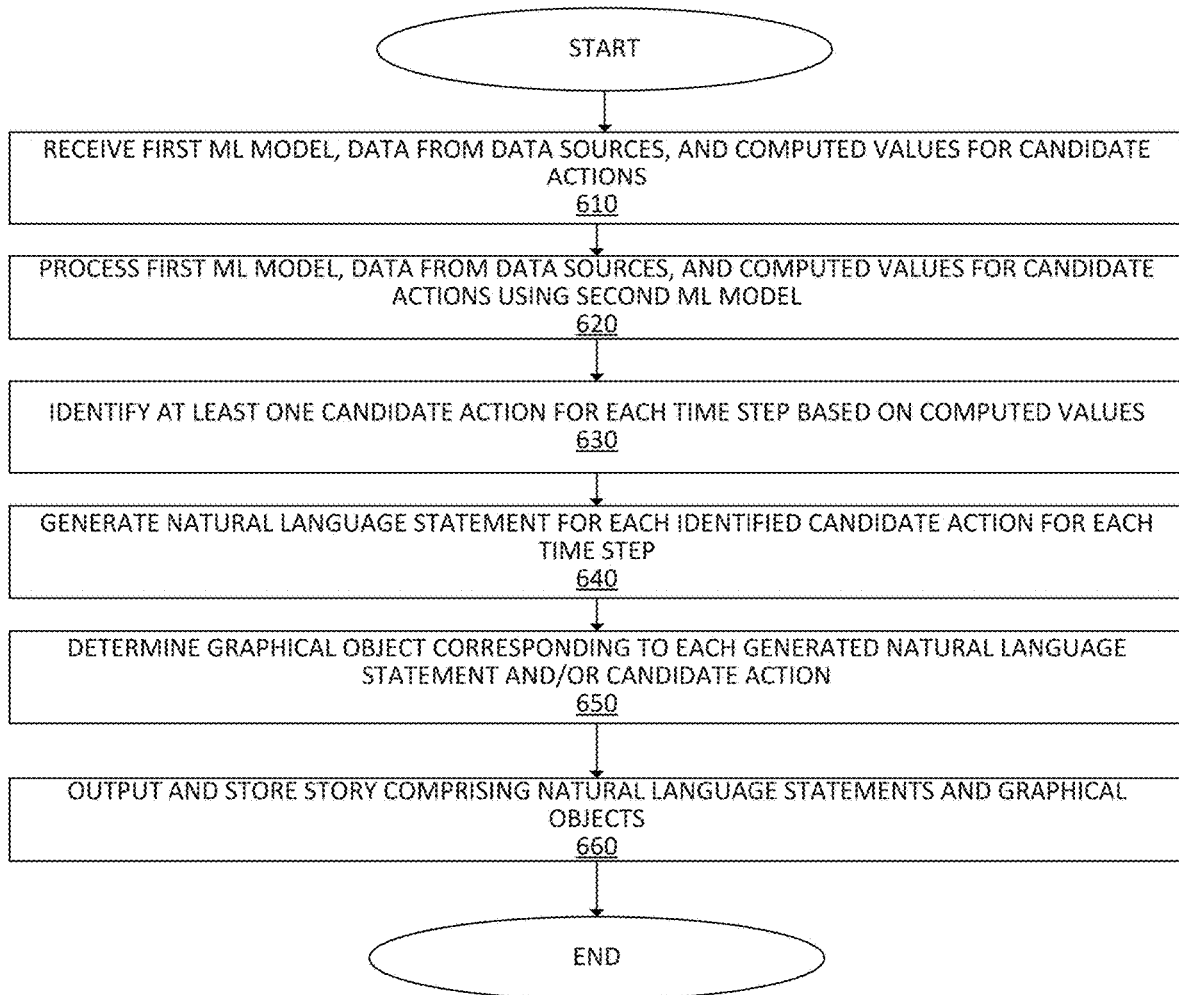 START
RECEIVE FIRST ML MODEL, DATA FROM DATA SOURCES, AND COMPUTED VALUES FOR CANDIDATE
ACTIONS
610
PROCESS FIRST ML MODEL, DATA FROM DATA SOURCES, AND COMPUTED VALUES FOR CANDIDATE
ACTIONS USING SECOND ML MODEL
620
IDENTIFY AT LEAST ONE CANDIDATE ACTION FOR EACH TIME STEP BASED ON COMPUTED VALUES
630
GENERATE NATURAL LANGUAGE STATEMENT FOR EACH IDENTIFIED CANDIDATE ACTION FOR EACH
TIME STEP
640
DETERMINE GRAPHICAL OBJECT CORRESPONDING TO EACH GENERATED NATURAL LANGUAGE
STATEMENT AND/OR CANDIDATE ACTION
650
OUTPUT AND STORE STORY COMPRISING NATURAL LANGUAGE STATEMENTS AND GRAPHICAL
OBJECTS
660
END